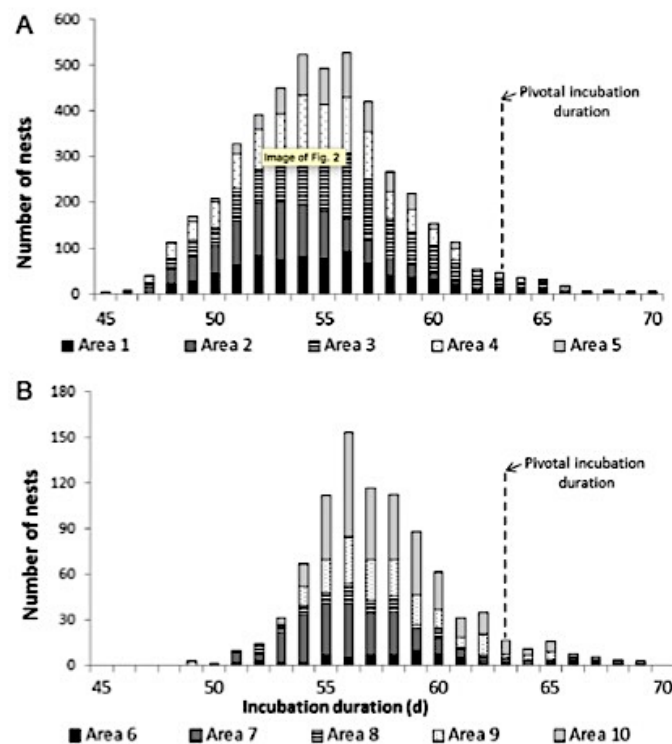 A
600
500
400
300
200
100
0
Number of nests
Pivotal incubation
duration
Image of Fig. 2
45 50 55 60 65 70
Area 1 Area 2 Area 3 Area 4 Area 5
B
180
150
120
90
60
30
0
Number of nests
Pivotal incubation
duration
45 50 55 60 65 70
Incubation duration (d)
Area 6 Area 7 Area 8 Area 9 Area 10